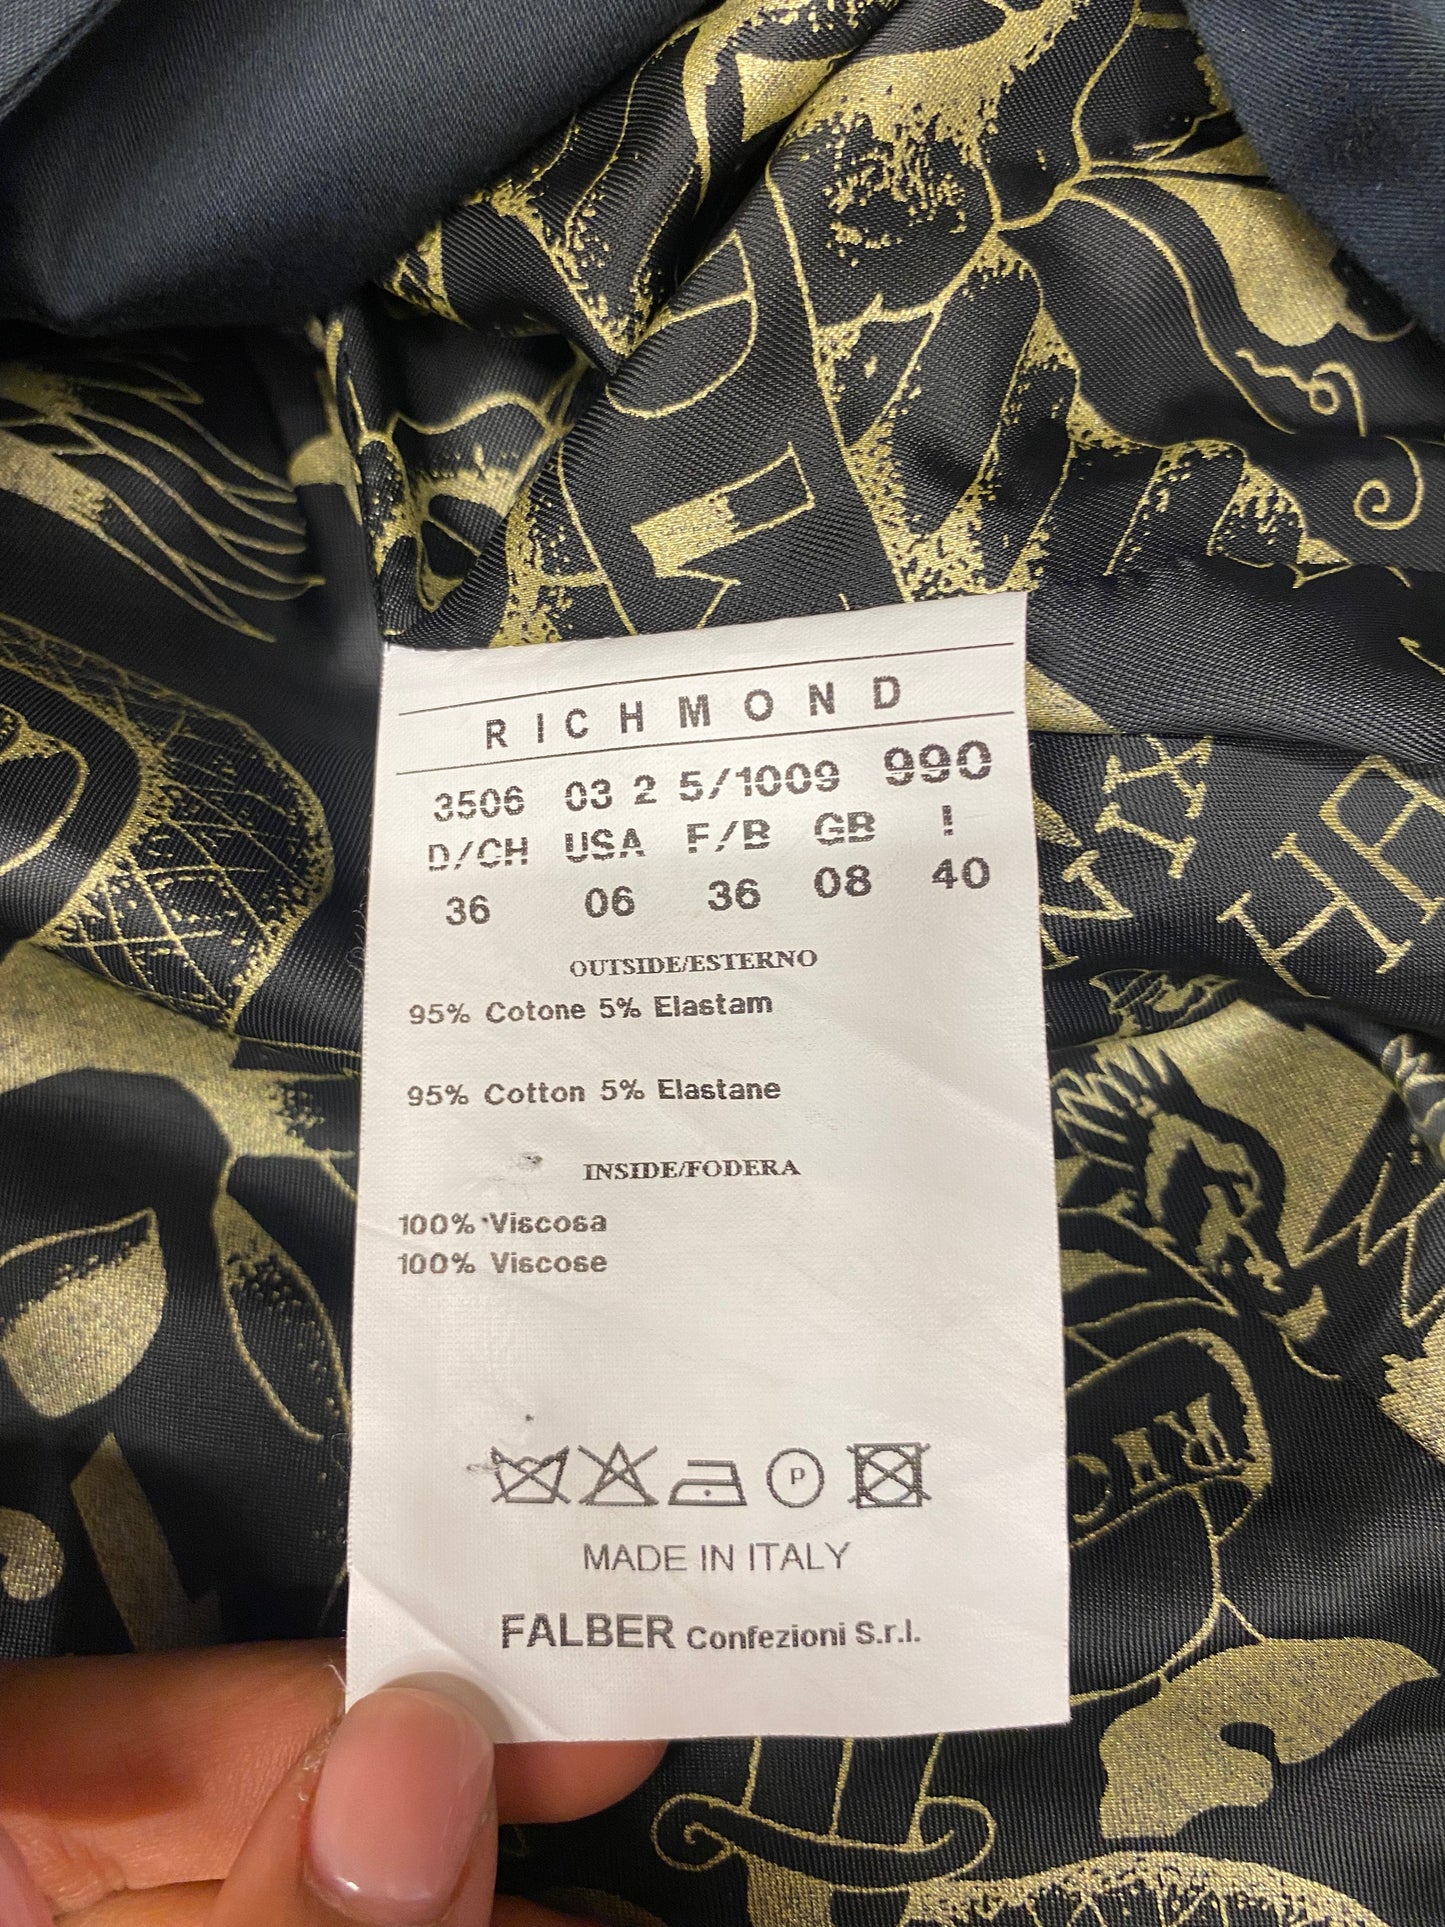 RICHMOND
3506 03 2 5/1009 990
D/CH USA F/B GB I
36 06 36 08 40
OUTSIDE/ESTERNO
95% Cotone 5% Elastam
95% Cotton 5% Elastane
INSIDE/FODERA
100% Viscosa
100% Viscose
P
MADE IN ITALY
FALBER Confezioni S.r.l.